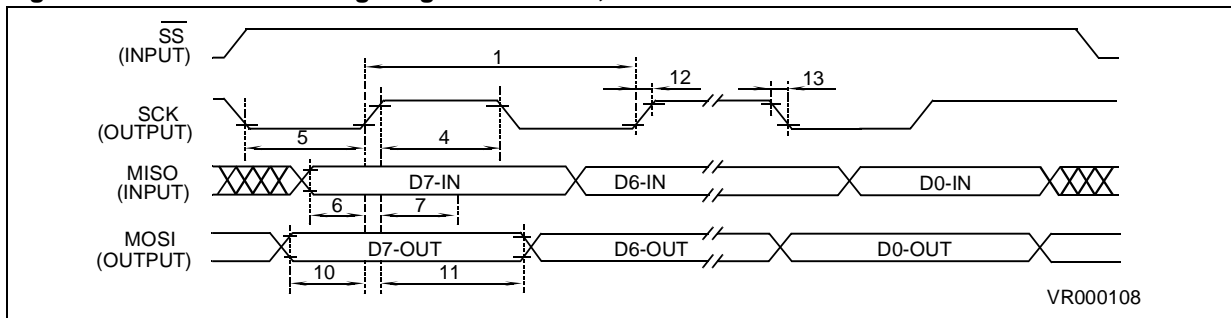 SS
(INPUT)
1
12
13
SCK
(OUTPUT)
5
4
MISO
(INPUT)
D7-IN
D6-IN
D0-IN
6
7
MOSI
(OUTPUT)
D7-OUT
D6-OUT
D0-OUT
10
11
VR000108